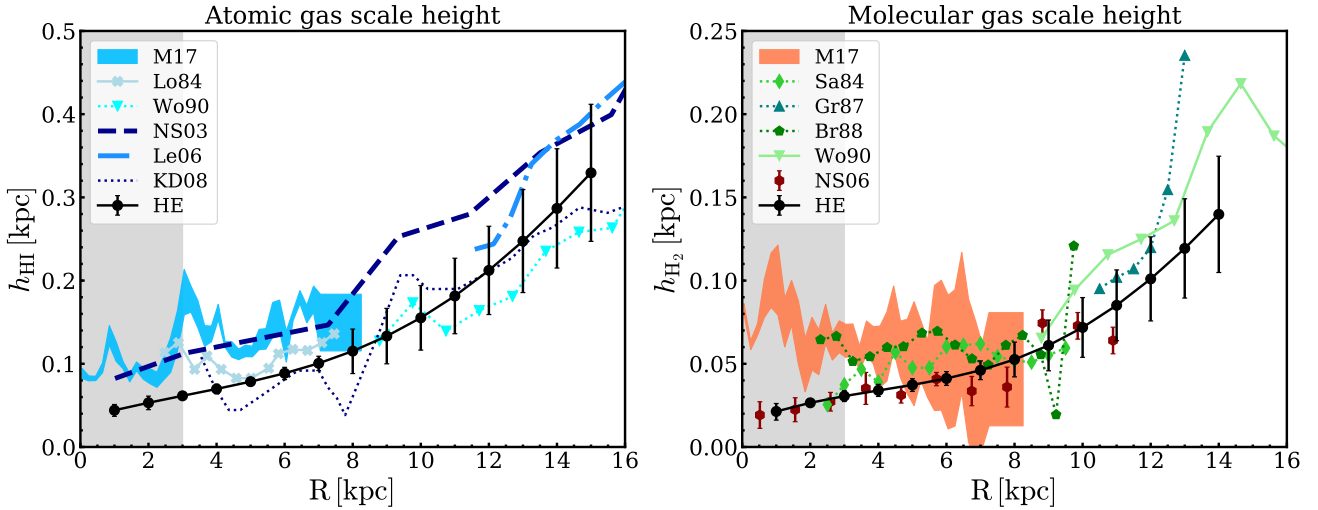 Atomic gas scale height
h_HI [kpc]
0.5
0.4
0.3
0.2
0.1
0.0
M17
Lo84
Wo90
NS03
Le06
KD08
HE
0 2 4 6 8 10 12 14 16
R [kpc]
Molecular gas scale height
h_H₂ [kpc]
0.25
0.20
0.15
0.10
0.05
0.00
M17
Sa84
Gr87
Br88
Wo90
NS06
HE
0 2 4 6 8 10 12 14 16
R [kpc]